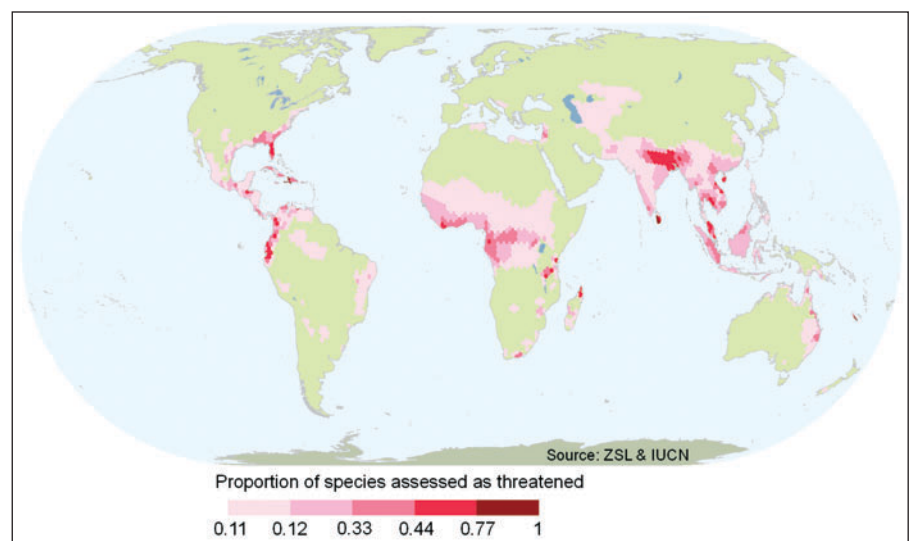 Source: ZSL & IUCN
Proportion of species assessed as threatened
0.11 0.12 0.33 0.44 0.77 1